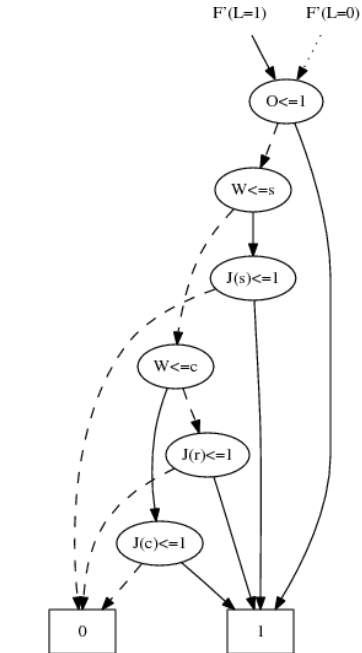 F'(L=1) F'(L=0)
O<=1
W<=s
J(s)<=1
W<=c
J(r)<=1
J(c)<=1
0 1